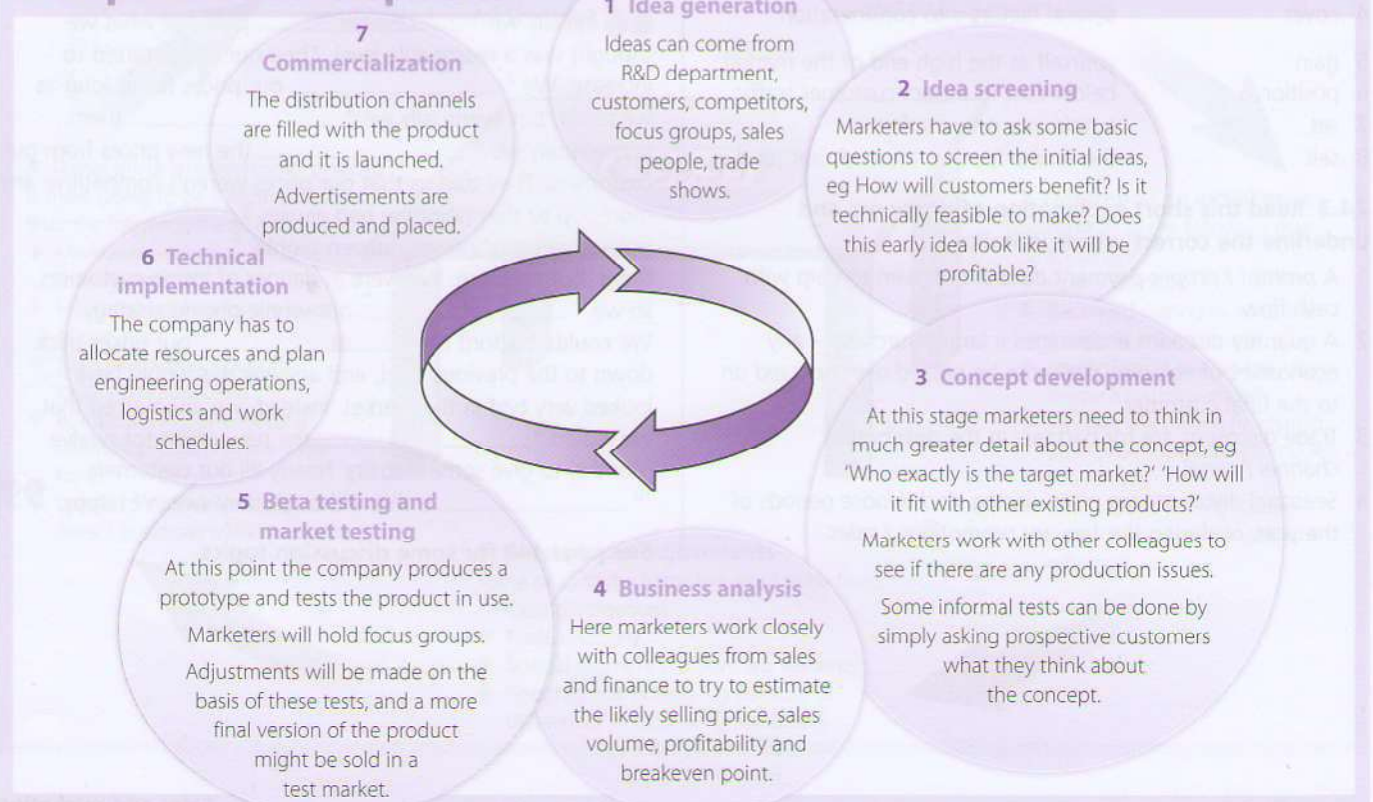 1 Idea generation
Ideas can come from
R&D department,
customers, competitors,
focus groups, sales
people, trade
shows.
2 Idea screening
Marketers have to ask some basic
questions to screen the initial ideas,
eg How will customers benefit? Is it
technically feasible to make? Does
this early idea look like it will be
profitable?
3 Concept development
At this stage marketers need to think in
much greater detail about the concept, eg
'Who exactly is the target market?' 'How will
it fit with other existing products?'
Marketers work with other colleagues to
see if there are any production issues.
Some informal tests can be done by
simply asking prospective customers
what they think about
the concept.
4 Business analysis
Here marketers work closely
with colleagues from sales
and finance to try to estimate
the likely selling price, sales
volume, profitability and
breakeven point.
5 Beta testing and
market testing
At this point the company produces a
prototype and tests the product in use.
Marketers will hold focus groups.
Adjustments will be made on the
basis of these tests, and a more
final version of the product
might be sold in a
test market.
6 Technical
implementation
The company has to
allocate resources and plan
engineering operations,
logistics and work
schedules.
7
Commercialization
The distribution channels
are filled with the product
and it is launched.
Advertisements are
produced and placed.